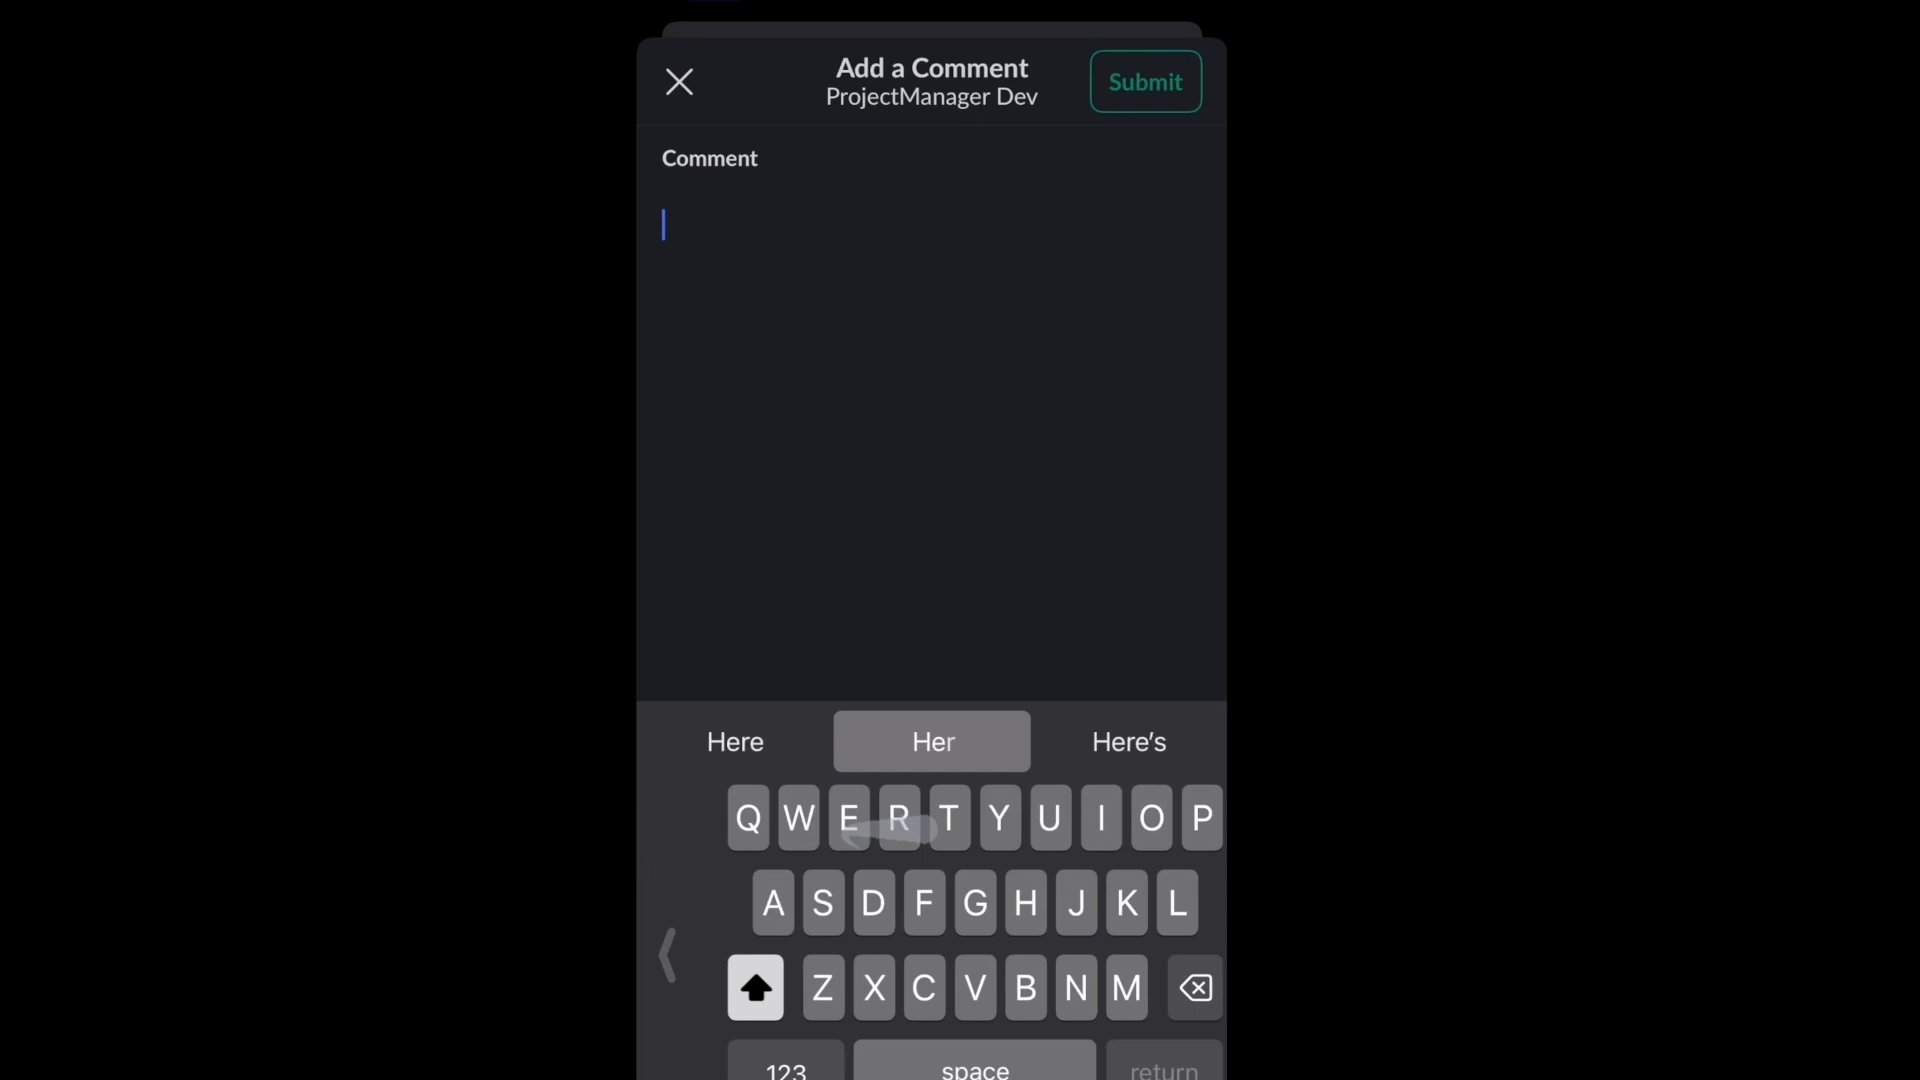 Add a Comment
ProjectManager Dev
Submit
Comment
Here Her Here’s
Q W E R T Y U I O P
A S D F G H J K L
Z X C V B N M
123 space return